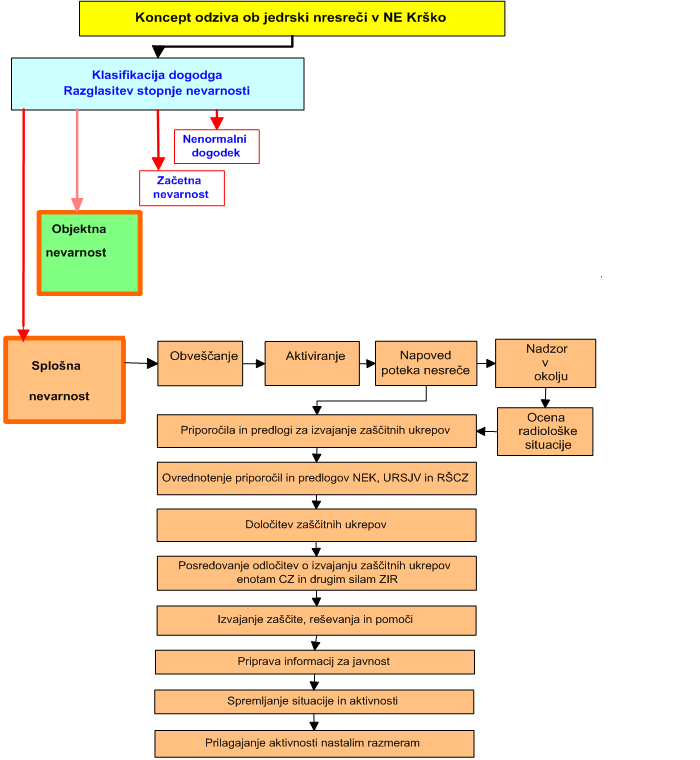 Koncept odziva ob jedrski nresreči v NE Krško
Klasifikacija dogodga
Razglasitev stopnje nevarnosti
Nenormalni
dogodek
Začetna
nevarnost
Objektna
nevarnost
Splošna
nevarnost
Obveščanje
Aktiviranje
Napoved
poteka nesreče
Nadzor
v
okolju
Ocena
radiološke
situacije
Priporočila in predlogi za izvajanje zaščitnih ukrepov
Ovrednotenje priporočil in predlogov NEK, URSJV in RŠCZ
Določitev zaščitnih ukrepov
Posredovanje odločitev o izvajanju zaščitnih ukrepov
enotam CZ in drugim silam ZIR
Izvajanje zaščite, reševanja in pomoči
Priprava informacij za javnost
Spremljanje situacije in aktivnosti
Prilagajanje aktivnosti nastalim razmeram